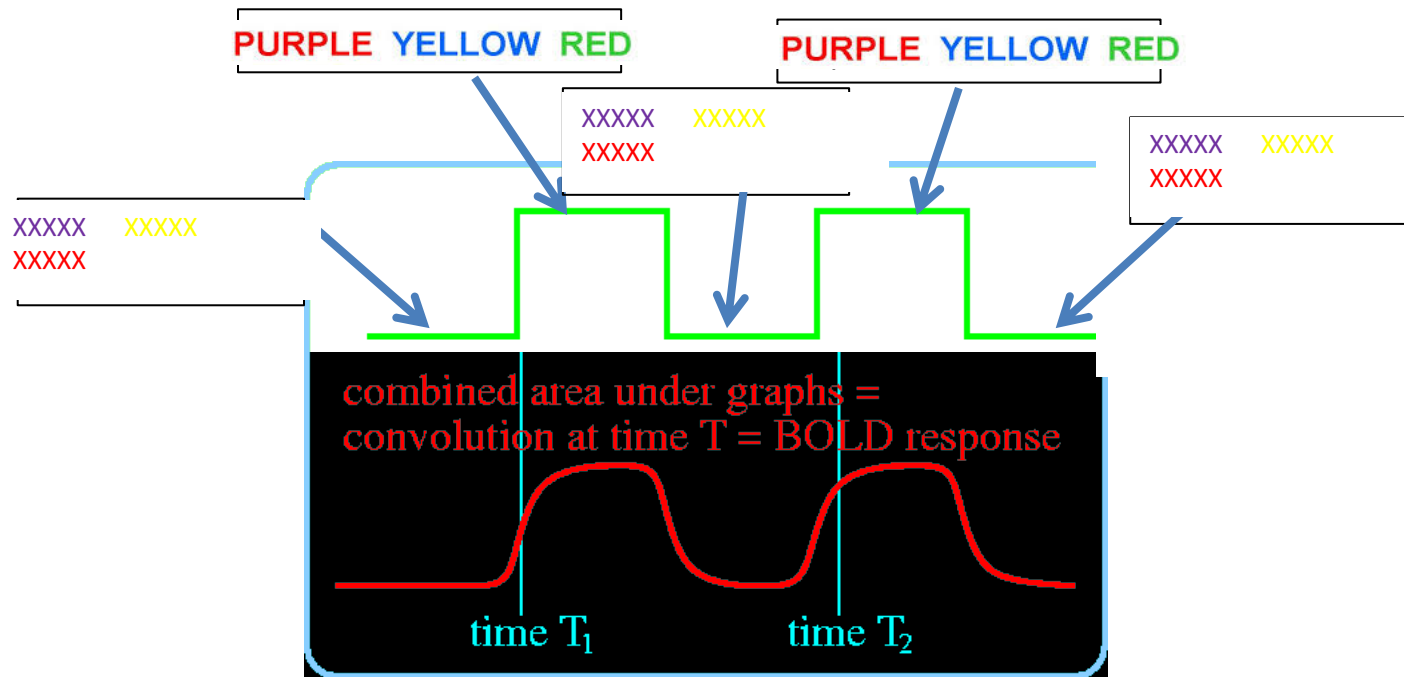 PURPLE YELLOW RED
PURPLE YELLOW RED
XXXXX XXXXX
XXXXX
XXXXX XXXXX
XXXXX
XXXXX XXXXX
XXXXX
combined area under graphs =
convolution at time T = BOLD response
time T₁
time T₂